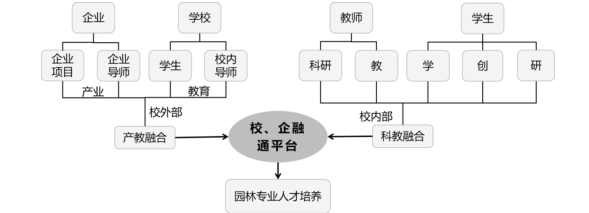 企业
学校
教师
学生
企业
项目
企业
导师
学生
校内
导师
科研
教
学
创
研
产业
教育
校外部
校内部
产教融合
校、企融
通平台
科教融合
园林专业人才培养